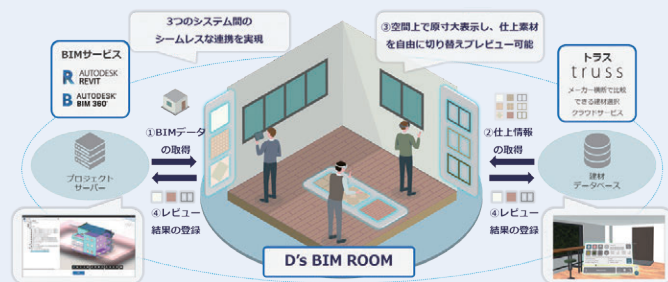 3つのシステム間の
シームレスな連携を実現
③空間上で原寸大表示し、仕上素材
を自由に切り替えプレビュー可能
BIMサービス
AUTODESK
REVIT
AUTODESK
BIM 360
トラス
truss
メーカー横断で比較
できる建材選択
クラウドサービス
①BIMデータ
の取得
②仕上情報
の取得
プロジェクト
サーバー
建材
データベース
④レビュー
結果の登録
④レビュー
結果の登録
D's BIM ROOM